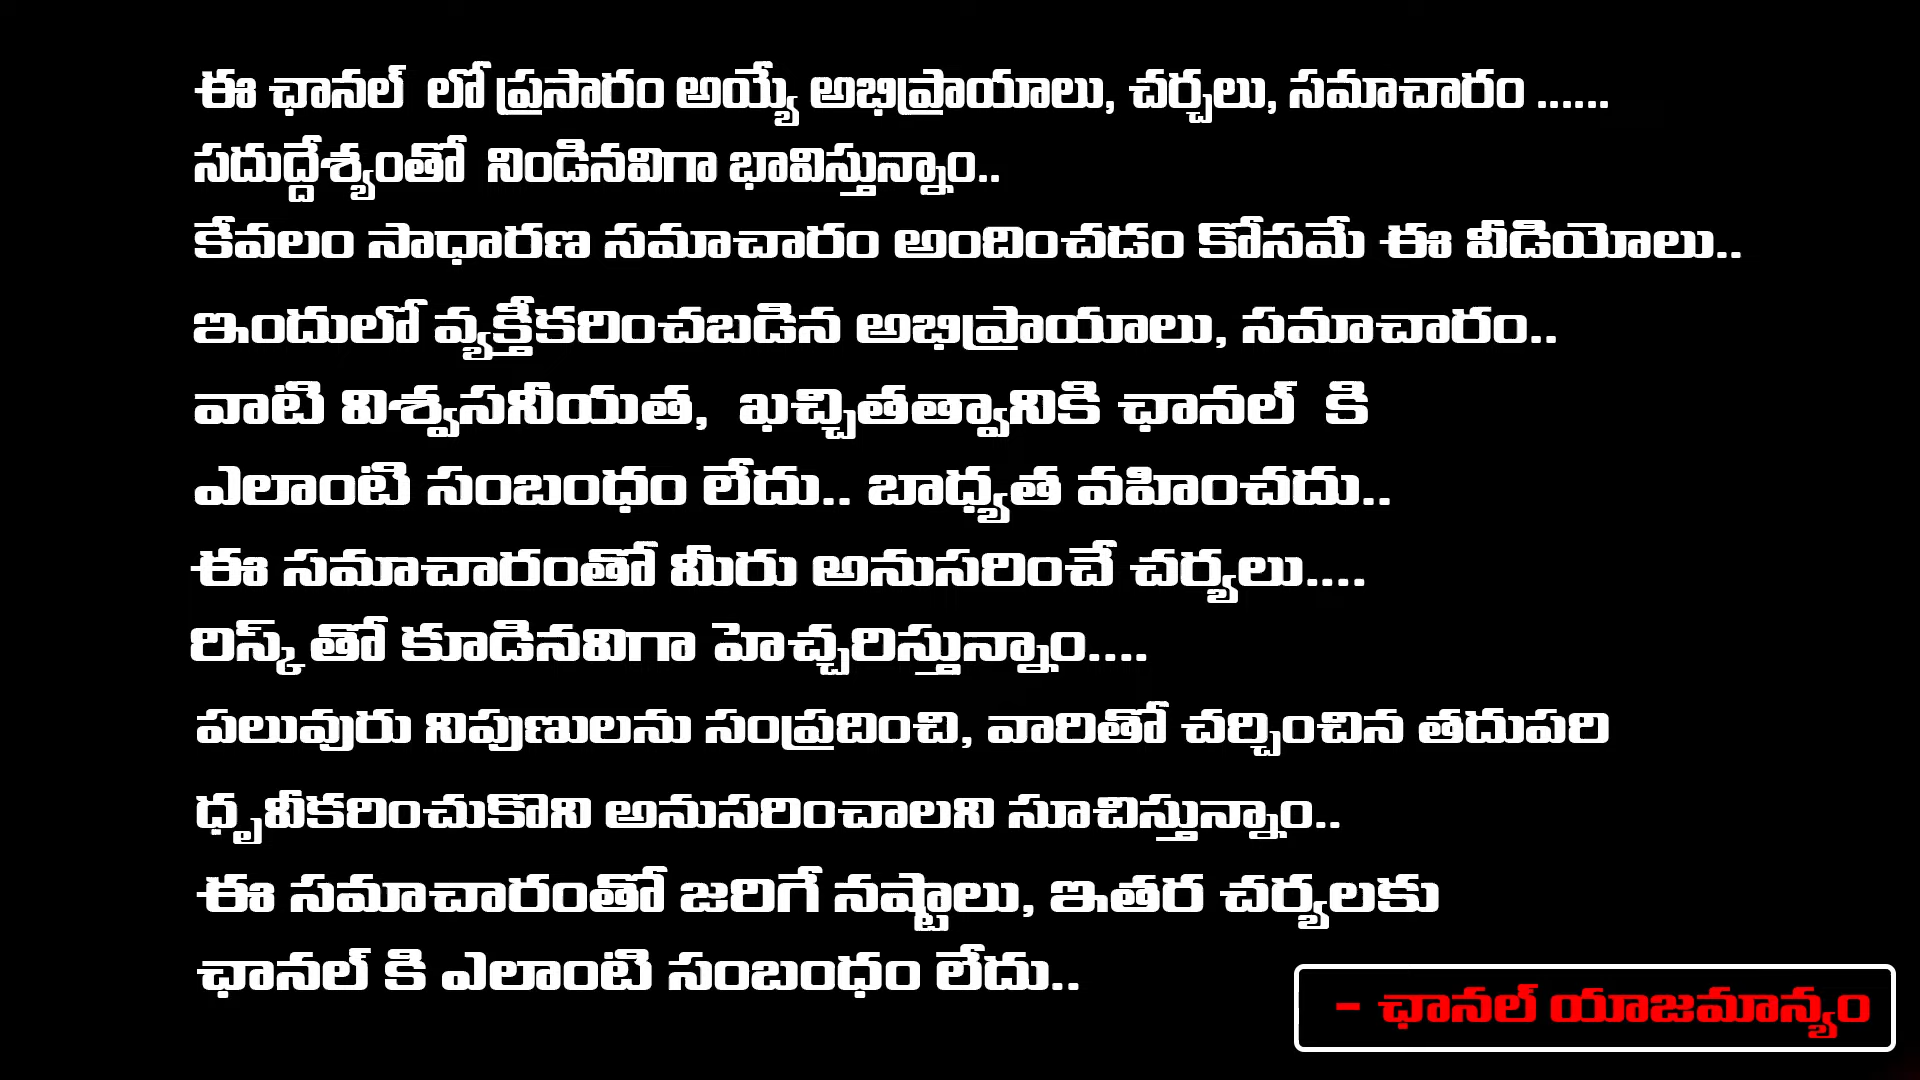 ఈ ఛానల్ లో ప్రసారం అయ్యే అభిప్రాయాలు, చర్చలు, సమాచారం ......
సదుద్దేశ్యంతో నిండినవిగా భావిస్తున్నాం..
కేవలం సాధారణ సమాచారం అందించడం కోసమే ఈ వీడియోలు..
ఇందులో వ్యక్తీకరించబడిన అభిప్రాయాలు, సమాచారం..
వాటి విశ్వసనీయత, ఖచ్చితత్వానికి ఛానల్ కి
ఎలాంటి సంబంధం లేదు.. బాధ్యత వహించదు..
ఈ సమాచారంతో మీరు అనుసరించే చర్యలు....
రిస్క్ తో కూడినవిగా హెచ్చరిస్తున్నాం....
పలువురు నిపుణులను సంప్రదించి, వారితో చర్చించిన తదుపరి
ధృవీకరించుకొని అనుసరించాలని సూచిస్తున్నాం..
ఈ సమాచారంతో జరిగే నష్టాలు, ఇతర చర్యలకు
ఛానల్ కి ఎలాంటి సంబంధం లేదు..
- ఛానల్ యాజమాన్యం